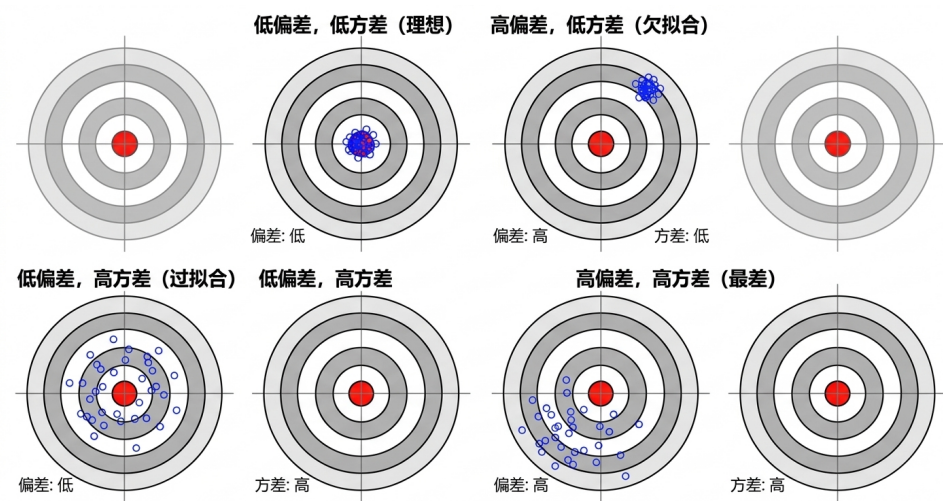 低偏差，低方差（理想）
高偏差，低方差（欠拟合）
偏差: 低
偏差: 高
方差: 低
低偏差，高方差（过拟合）
低偏差，高方差
高偏差，高方差（最差）
偏差: 低
方差: 高
偏差: 高
方差: 高